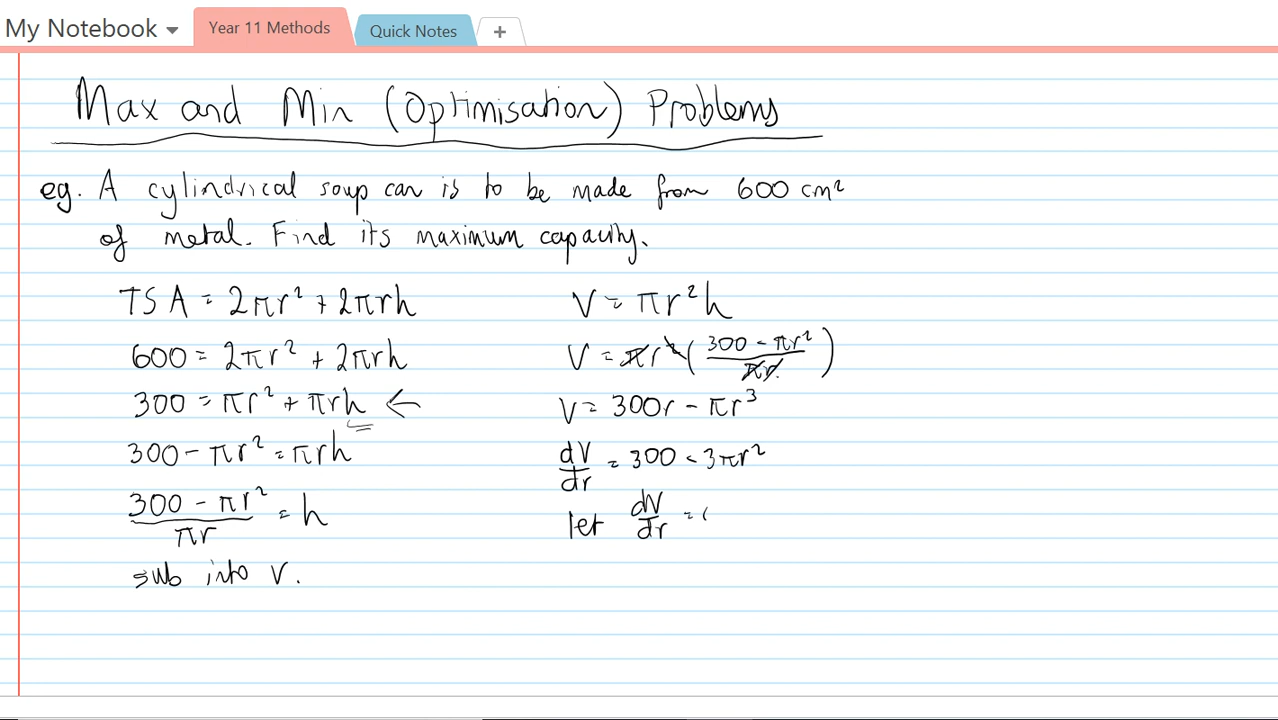 My Notebook
Year 11 Methods
Quick Notes
Max and Min (Optimisation) Problems
eg. A cylindrical soup can is to be made from 600 cm²
of metal. Find its maximum capacity.
TSA = 2πr² + 2πrh
600 = 2πr² + 2πrh
300 = πr² + πrh ←
300 - πr² = πrh
(300 - πr²)/(πr) = h
sub into V.
V = πr²h
V = πr²((300 - πr²)/(πr))
V = 300r - πr³
dV/dr = 300 - 3πr²
let dV/dr = (